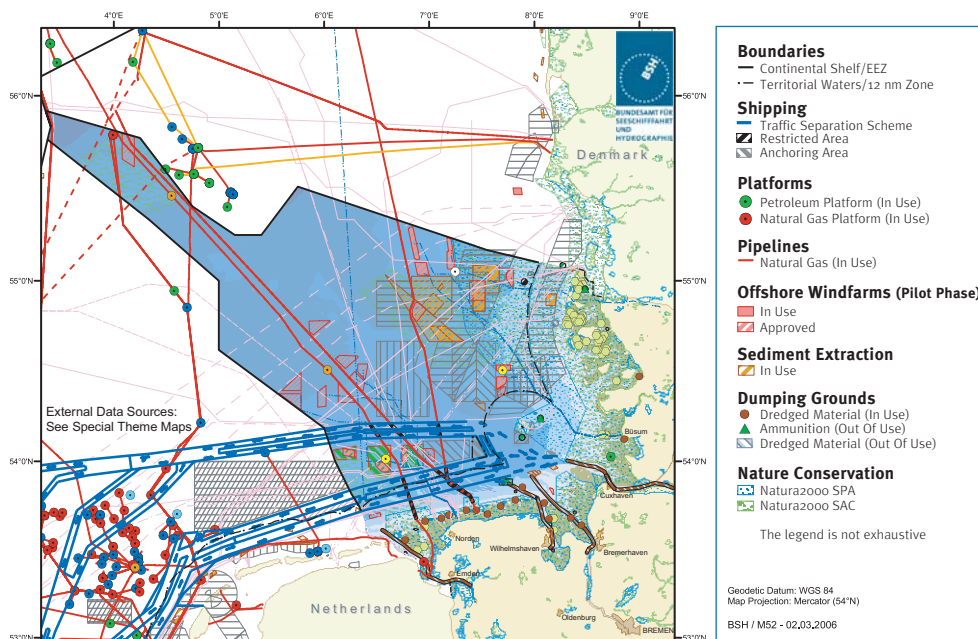 4°0'E 5°0'E 6°0'E 7°0'E 8°0'E 9°0'E
56°0'N
55°0'N
54°0'N
53°0'N
BSH
BUNDESAMT FÜR
SEESCHIFFFAHRT
UND
HYDROGRAPHIE
Denmark
56°0'N
55°0'N
External Data Sources:
See Special Theme Maps
Büsum
54°0'N
Cuxhaven
Norden
Wilhelmshaven
Bremerhaven
Emden
Netherlands
Oldenburg
BREMEN
53°0'N
Boundaries
Continental Shelf/EEZ
Territorial Waters/12 nm Zone
Shipping
Traffic Separation Scheme
Restricted Area
Anchoring Area
Platforms
Petroleum Platform (In Use)
Natural Gas Platform (In Use)
Pipelines
Natural Gas (In Use)
Offshore Windfarms (Pilot Phase)
In Use
Approved
Sediment Extraction
In Use
Dumping Grounds
Dredged Material (In Use)
Ammunition (Out Of Use)
Dredged Material (Out Of Use)
Nature Conservation
Natura2000 SPA
Natura2000 SAC
The legend is not exhaustive
Geodetic Datum: WGS 84
Map Projection: Mercator (54°N)
BSH / M52 - 02.03.2006